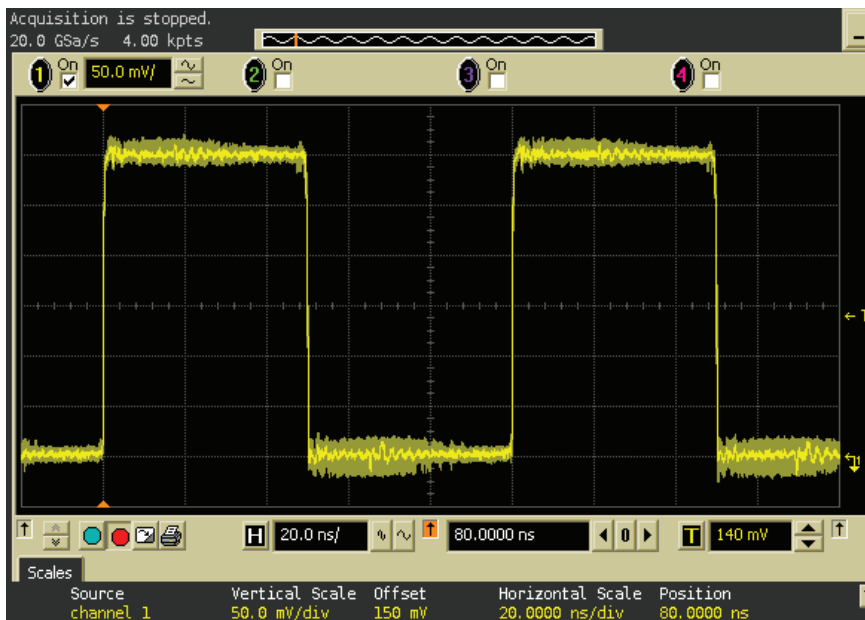 Acquisition is stopped.
20.0 GSa/s 4.00 kpts
1 On 50.0 mV/ 2 On 3 On 4 On
T
H 20.0 ns/ 80.0000 ns 0 T 140 mV
Scales
Source Vertical Scale Offset Horizontal Scale Position
channel 1 50.0 mV/div 150 mV 20.0000 ns/div 80.0000 ns